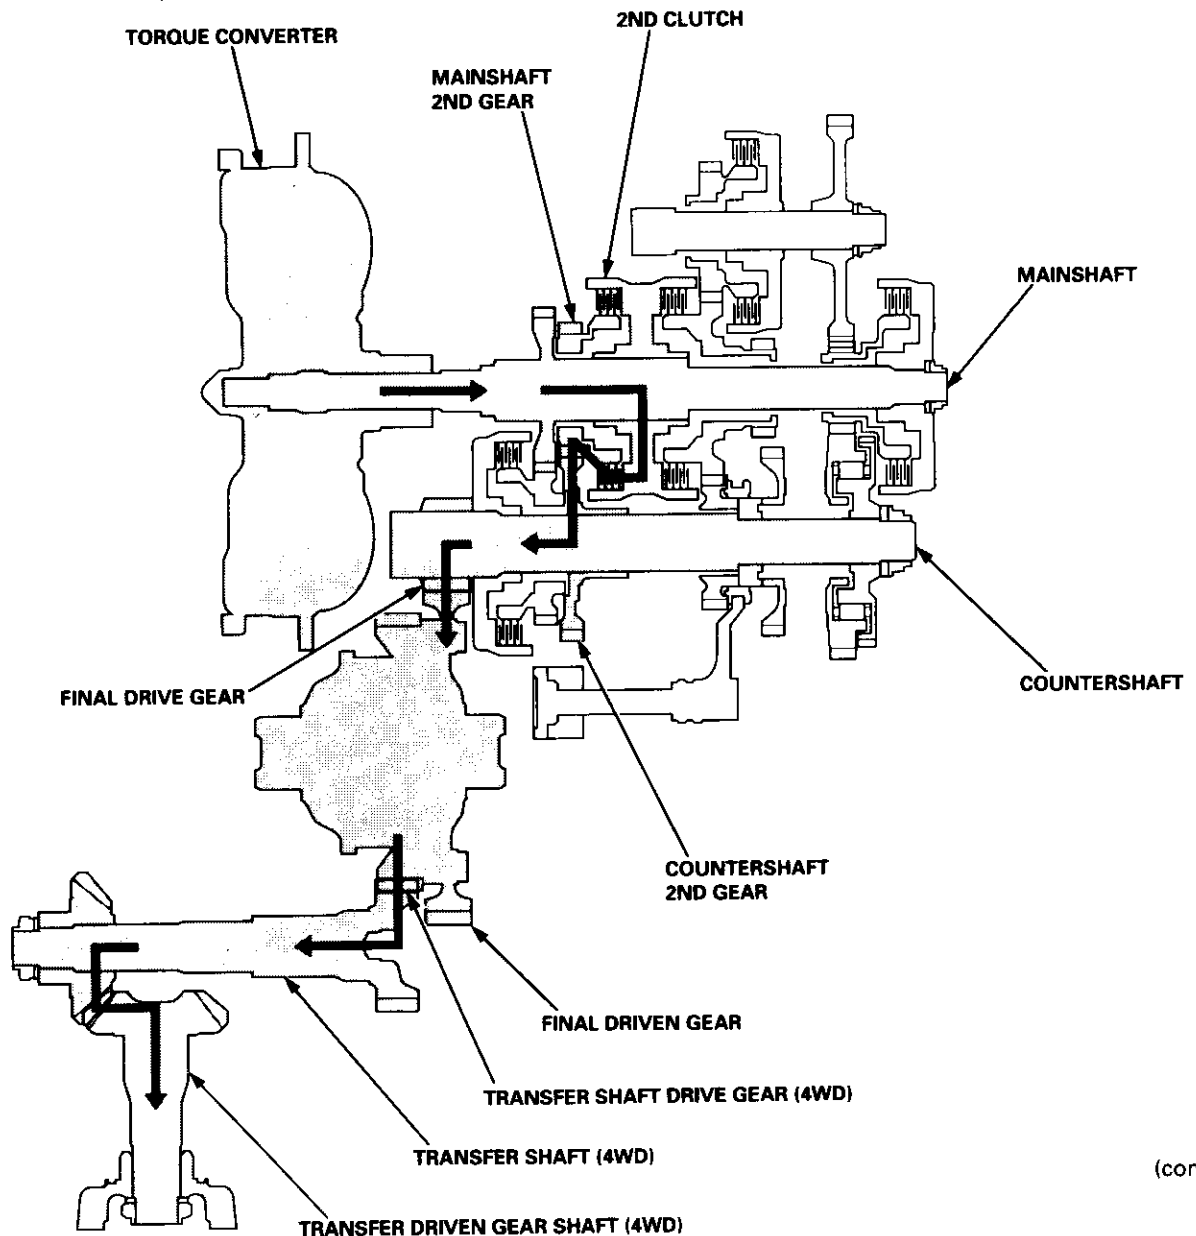 2ND CLUTCH
TORQUE CONVERTER
MAINSHAFT
2ND GEAR
MAINSHAFT
FINAL DRIVE GEAR
COUNTERSHAFT
COUNTERSHAFT
2ND GEAR
FINAL DRIVEN GEAR
TRANSFER SHAFT DRIVE GEAR (4WD)
TRANSFER SHAFT (4WD)
(cor
TRANSFER DRIVEN GEAR SHAFT (4WD)